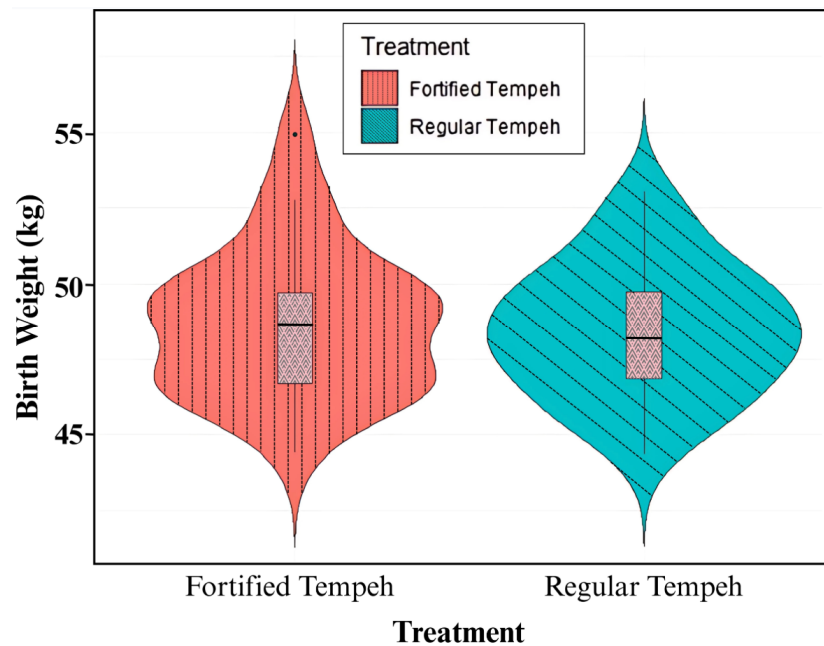 Treatment
Fortified Tempeh
Regular Tempeh
Birth Weight (kg)
55
50
45
Fortified Tempeh Regular Tempeh
Treatment